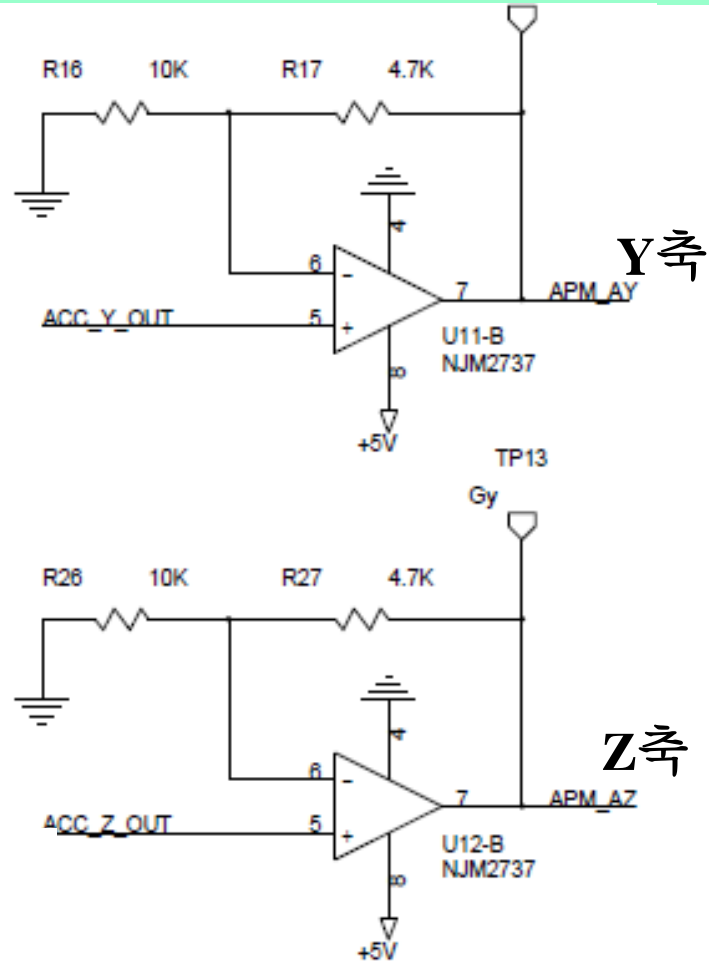 R16 10K R17 4.7K
4
6
-
Y축
7 APM_AY
ACC_Y_OUT 5
+
U11-B
NJM2737
8
+5V
TP13
Gy
R26 10K R27 4.7K
4
Z축
6
-
7 APM_AZ
ACC_Z_OUT 5
+
U12-B
NJM2737
8
+5V